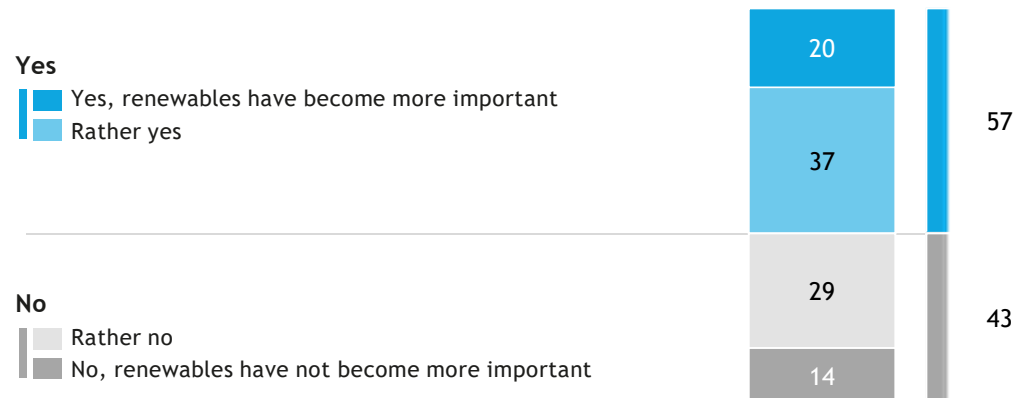 Yes
Yes, renewables have become more important
Rather yes
20
37
57
No
Rather no
No, renewables have not become more important
29
14
43